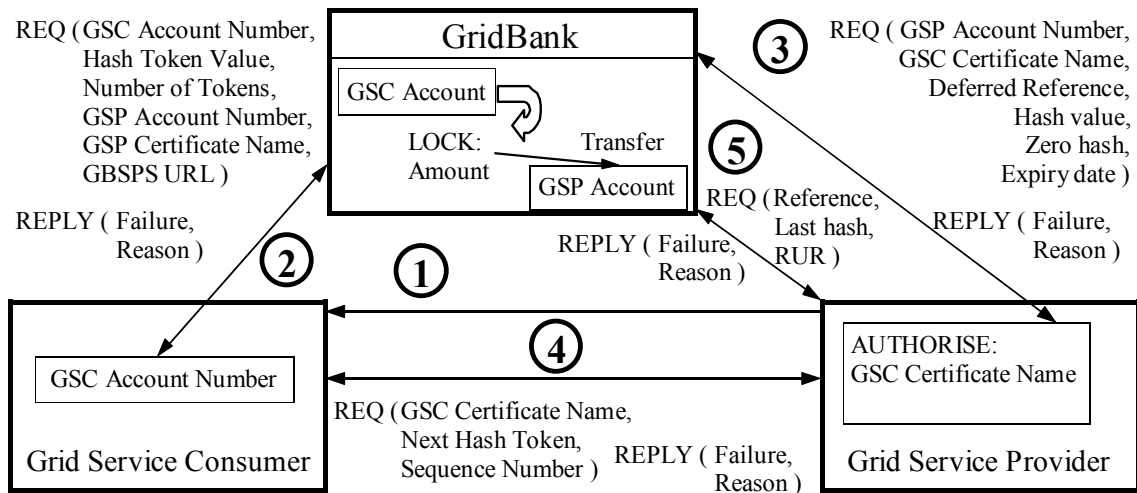 REQ ( GSC Account Number,
Hash Token Value,
Number of Tokens,
GSP Account Number,
GSP Certificate Name,
GBSPS URL )
REPLY ( Failure,
Reason )
2
GridBank
GSC Account
LOCK:
Amount
Transfer
GSP Account
3
REQ ( GSP Account Number,
GSC Certificate Name,
Deferred Reference,
Hash value,
Zero hash,
Expiry date )
REPLY ( Failure,
Reason )
5
REQ ( Reference,
Last hash,
RUR )
REPLY ( Failure,
Reason )
1
4
GSC Account Number
Grid Service Consumer
REQ ( GSC Certificate Name,
Next Hash Token,
Sequence Number )
REPLY ( Failure,
Reason )
AUTHORISE:
GSC Certificate Name
Grid Service Provider